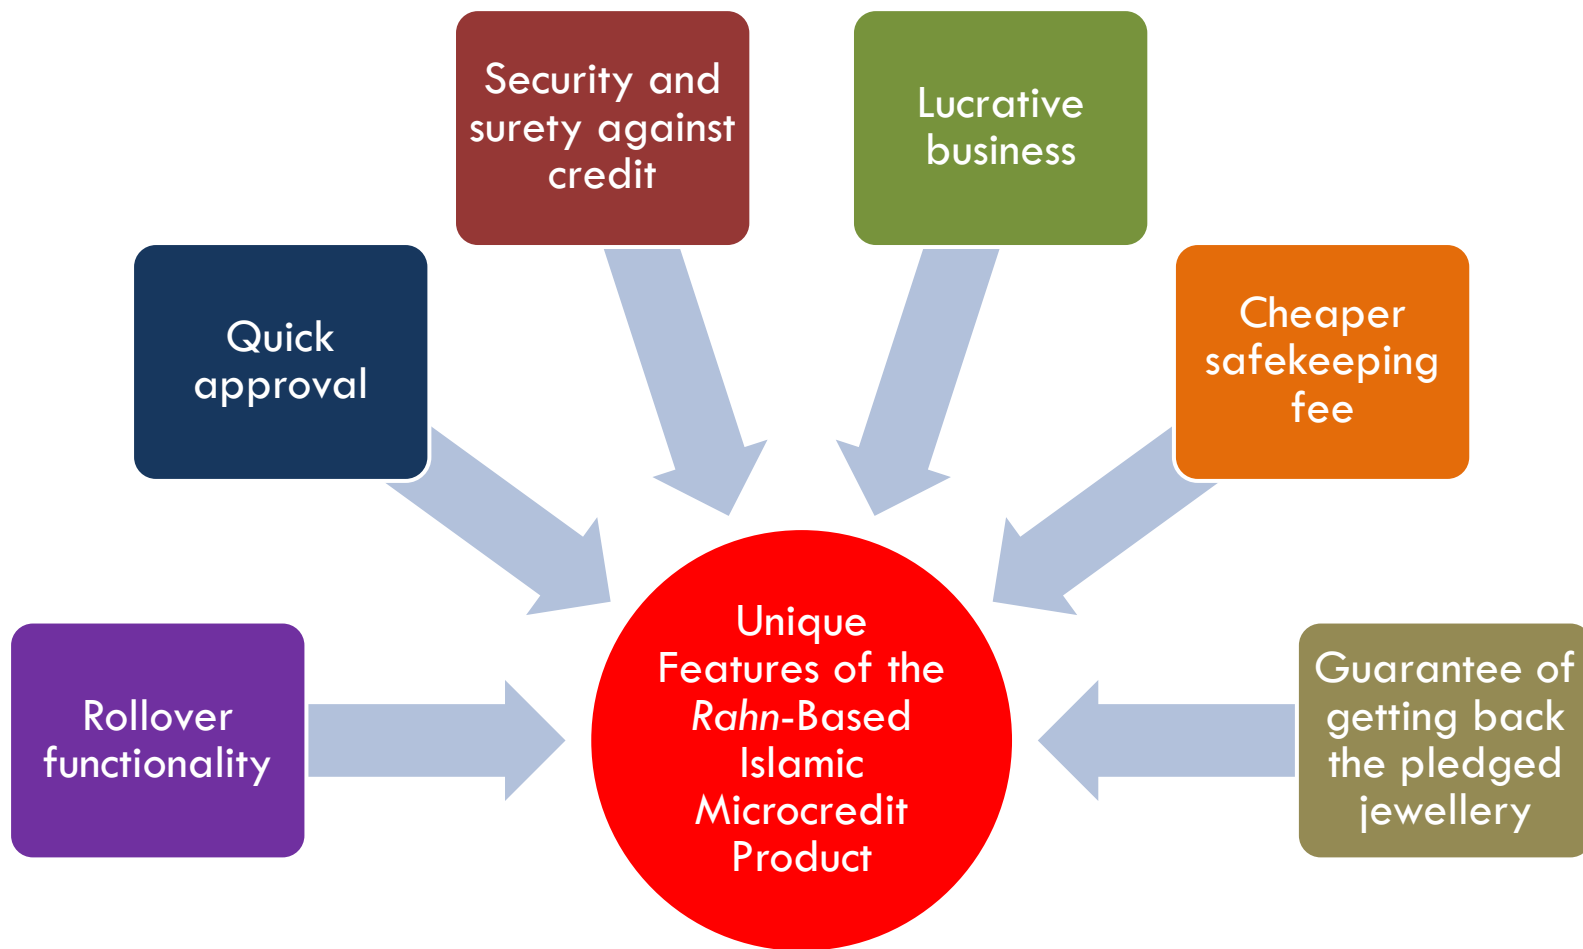 Security and
surety against
credit
Lucrative
business
Quick
approval
Cheaper
safekeeping
fee
Rollover
functionality
Unique
Features of the
Rahn-Based
Islamic
Microcredit
Product
Guarantee of
getting back
the pledged
jewellery